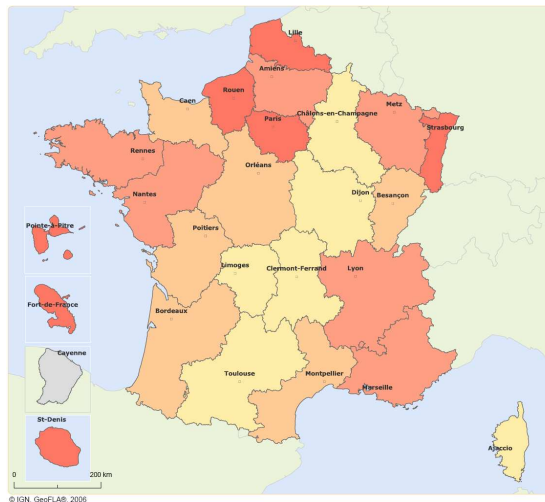 Lille
Amiens
Rouen
Caen
Metz
Châlons-en-Champagne
Paris
Strasbourg
Rennes
Orléans
Nantes
Dijon
Besançon
Pointe-à-Pitre
Poitiers
Limoges
Clermont-Ferrand
Lyon
Fort-de-France
Bordeaux
Cayenne
Toulouse
Montpellier
Marseille
St-Denis
Ajaccio
0 200 km
© IGN, GeoFLA®, 2006